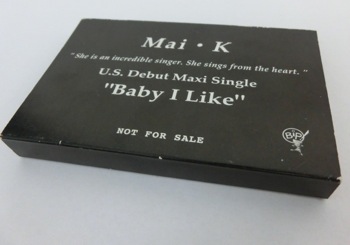 Mai • K
"She is an incredible singer. She sings from the heart."
U.S. Debut Maxi Single
"Baby I Like"
NOT FOR SALE
BIP